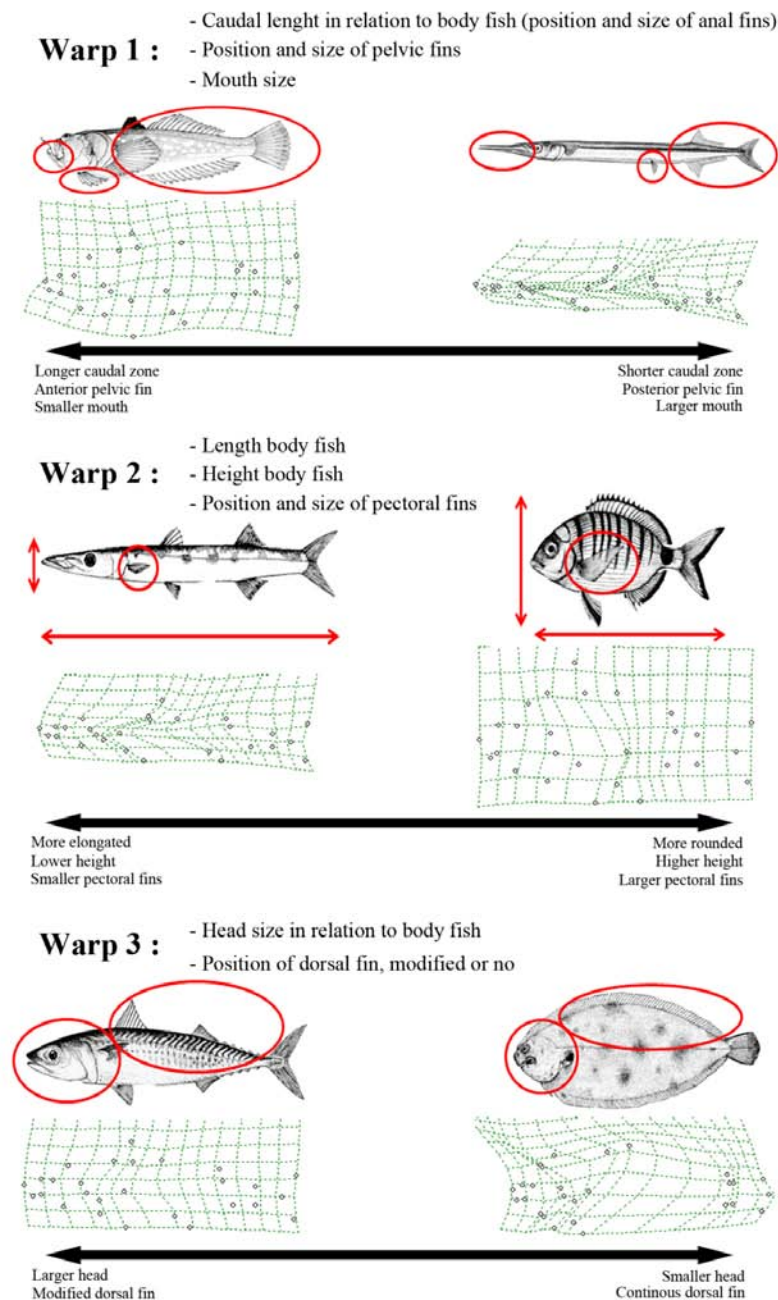 - Caudal lenght in relation to body fish (position and size of anal fins)
Warp 1 :
- Position and size of pelvic fins
- Mouth size
Longer caudal zone
Anterior pelvic fin
Smaller mouth
Shorter caudal zone
Posterior pelvic fin
Larger mouth
- Length body fish
Warp 2 :
- Height body fish
- Position and size of pectoral fins
More elongated
Lower height
Smaller pectoral fins
More rounded
Higher height
Larger pectoral fins
Warp 3 :
- Head size in relation to body fish
- Position of dorsal fin, modified or no
Larger head
Modified dorsal fin
Smaller head
Continous dorsal fin